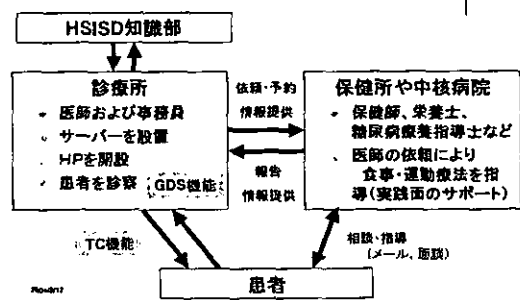 HSISD知識部
診療所
・ 医師および事務員
・ サーバーを設置
・ HPを開設
・ 患者を診察
GDS機能
依頼・予約
情報提供
報告
情報提供
保健所や中核病院
・ 保健師、栄養士、
糖尿病療養指導士など
・ 医師の依頼により
食事・運動療法を指
導(実践面のサポート)
TC機能
相談・指導
(メール、面談)
患者